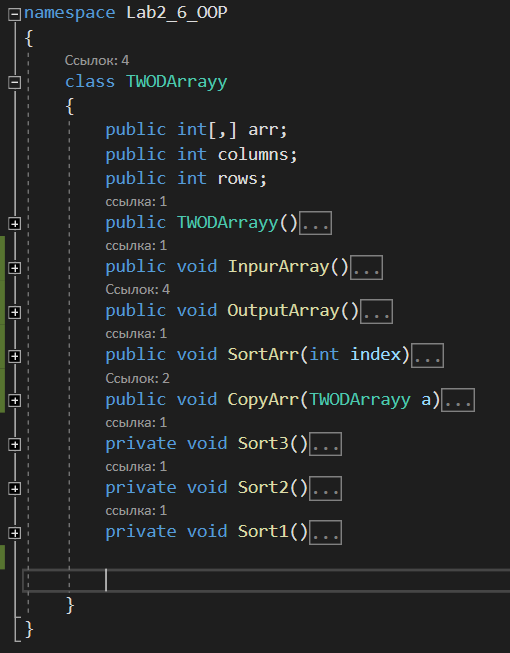 namespace Lab2_6_OOP
{
Ссылок: 4
class TWODArrayy
{
public int[,] arr;
public int columns;
public int rows;
ссылка: 1
public TWODArrayy()...
ссылка: 1
public void InpurArray()...
Ссылок: 4
public void OutputArray()...
ссылка: 1
public void SortArr(int index)...
Ссылок: 2
public void CopyArr(TWODArrayy a)...
ссылка: 1
private void Sort3()...
ссылка: 1
private void Sort2()...
ссылка: 1
private void Sort1()...
}
}